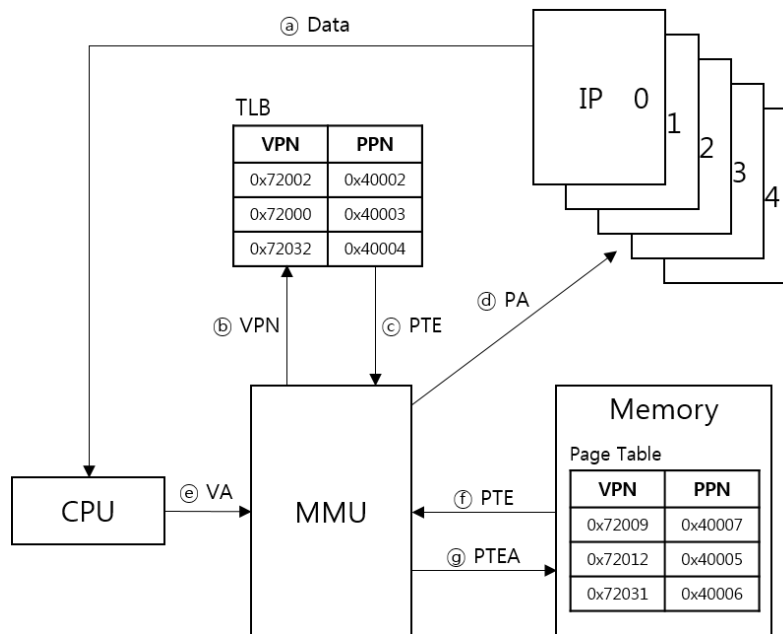 ⓐ Data
IP 0
1
2
3
4
TLB
VPN PPN
0x72002 0x40002
0x72000 0x40003
0x72032 0x40004
ⓑ VPN
ⓒ PTE
ⓓ PA
Memory
Page Table
VPN PPN
0x72009 0x40007
0x72012 0x40005
0x72031 0x40006
CPU
ⓔ VA
MMU
ⓕ PTE
ⓖ PTEA